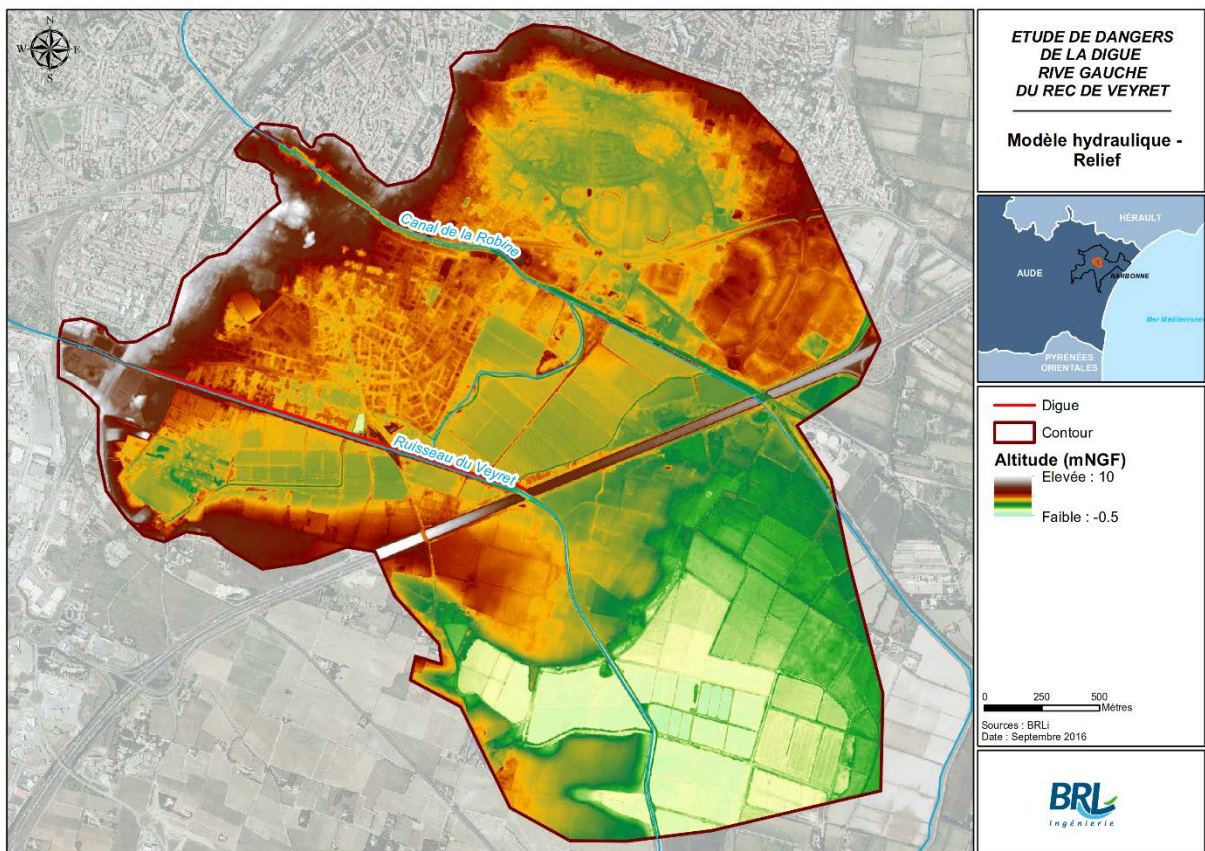 N
W
E
S
Canal de la Robine
Ruisseau du Veyret
ETUDE DE DANGERS
DE LA DIGUE
RIVE GAUCHE
DU REC DE VEYRET
Modèle hydraulique -
Relief
HÉRAULT
AUDE
NARBONNE
Mer Méditerrané
PYRÉNÉES
ORIENTALES
Digue
Contour
Altitude (mNGF)
Elevée : 10
Faible : -0.5
0 250 500
Mètres
Sources : BRLi
Date : Septembre 2016
BRL
Ingénierie